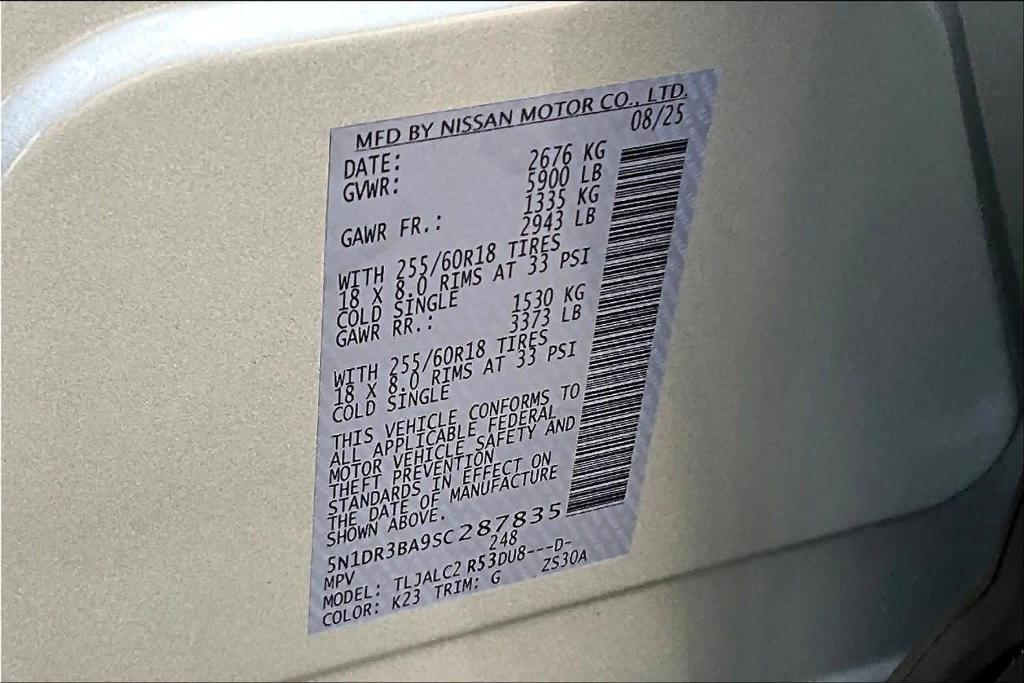 MFD BY NISSAN MOTOR CO., LTD.
DATE: 08/25
GVWR: 2676 KG
5900 LB
GAWR FR.: 1335 KG
2943 LB
WITH 255/60R18 TIRES
18 X 8.0 RIMS AT 33 PSI
COLD SINGLE
GAWR RR.: 1530 KG
3373 LB
WITH 255/60R18 TIRES
18 X 8.0 RIMS AT 33 PSI
COLD SINGLE
THIS VEHICLE CONFORMS TO
ALL APPLICABLE FEDERAL
MOTOR VEHICLE SAFETY AND
THEFT PREVENTION
STANDARDS IN EFFECT ON
THE DATE OF MANUFACTURE
SHOWN ABOVE.
5N1DR3BA9SC287835
MPV 248
MODEL: TLJALC2 R53DU8---D-
COLOR: K23 TRIM: G ZS30A